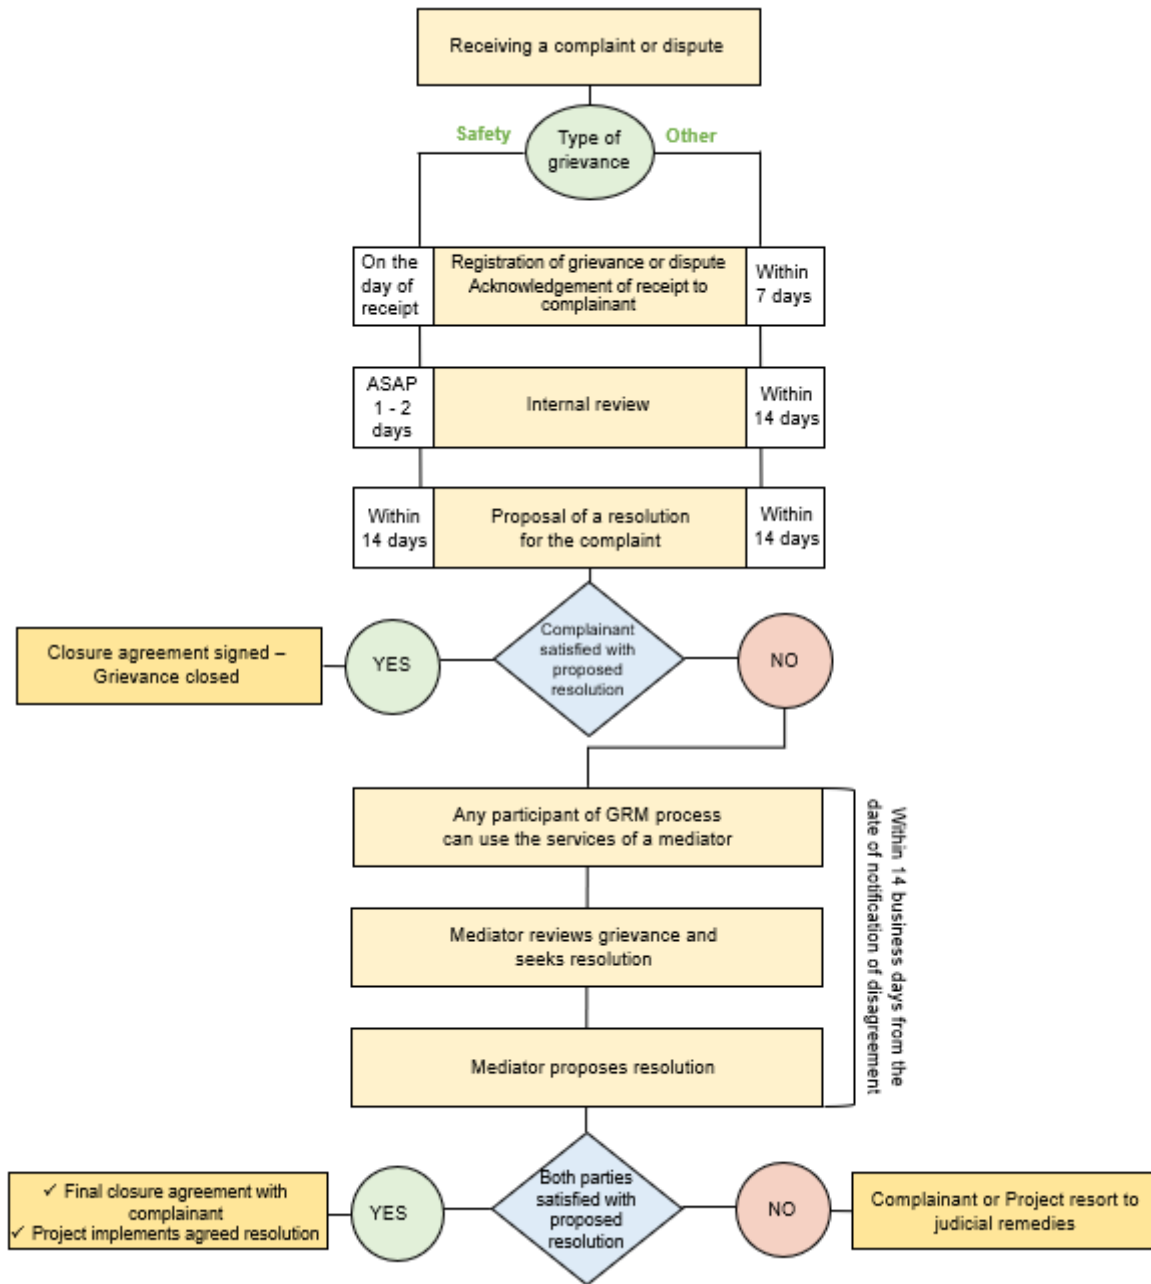 Receiving a complaint or dispute
Safety
Type of
grievance
Other
On the
day of
receipt
Registration of grievance or dispute
Acknowledgement of receipt to
complainant
Within
7 days
ASAP
1 - 2
days
Internal review
Within
14 days
Within
14 days
Proposal of a resolution
for the complaint
Within
14 days
Closure agreement signed –
Grievance closed
YES
Complainant
satisfied with
proposed
resolution
NO
Any participant of GRM process
can use the services of a mediator
Mediator reviews grievance and
seeks resolution
Mediator proposes resolution
Within 14 business days from the
date of notification of disagreement
✓ Final closure agreement with
complainant
✓ Project implements agreed resolution
YES
Both parties
satisfied with
proposed
resolution
NO
Complainant or Project resort to
judicial remedies